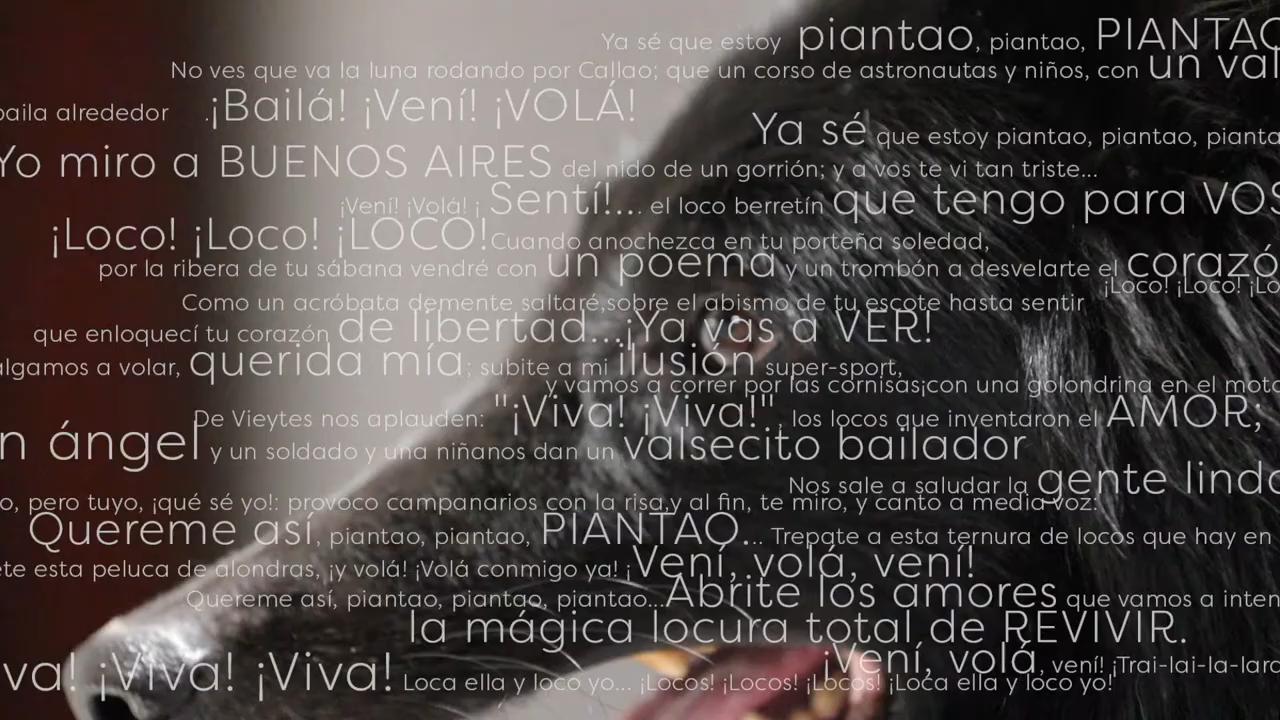 Ya sé que estoy piantao, piantao, PIANTAO
No ves que va la luna rodando por Callao; que un corso de astronautas y niños, con un val
baila alrededor .¡Bailá! ¡Vení! ¡VOLÁ!
Ya sé que estoy piantao, piantao, pianta
Yo miro a BUENOS AIRES del nido de un gorrión; y a vos te vi tan triste...
¡Vení! ¡Volá! ¡ Sentí!... el loco berretín que tengo para VOS
¡Loco! ¡Loco! ¡LOCO! Cuando anochezca en tu porteña soledad,
por la ribera de tu sábana vendré con un poema y un trombón a desvelarte el corazó
¡Loco! ¡Loco! ¡Lo
Como un acróbata demente saltaré,sobre el abismo de tu escote hasta sentir
que enloquecí tu corazón de libertad...¡Ya vas a VER!
algamos a volar, querida mía; subite a mi ilusión super-sport,
y vamos a correr por las cornisas¡con una golondrina en el moto
De Vieytes nos aplauden: "¡Viva! ¡Viva!", los locos que inventaron el AMOR;
n ángel y un soldado y una niñanos dan un valsecito bailador
Nos sale a saludar la gente linda
o, pero tuyo, ¡qué sé yo!: provoco campanarios con la risa,y al fin, te miro, y canto a media voz:
Quereme así, piantao, piantao, PIANTAO... Trepate a esta ternura de locos que hay en
ete esta peluca de alondras, ¡y volá! ¡Volá conmigo ya! ¡Vení, volá, vení!
Quereme así, piantao, piantao, piantao...Abrite los amores que vamos a inten
la mágica locura total de REVIVIR.
¡Vení, volá, vení! ¡Trai-lai-la-lara
va! ¡Viva! ¡Viva! Loca ella y loco yo... ¡Locos! ¡Locos! ¡Locos! ¡Loca ella y loco yo!